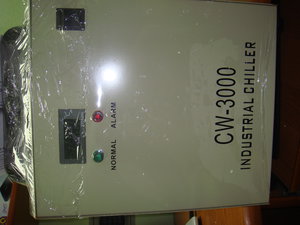 CW-3000
INDUSTRIAL CHILLER
ALARM
NORMAL